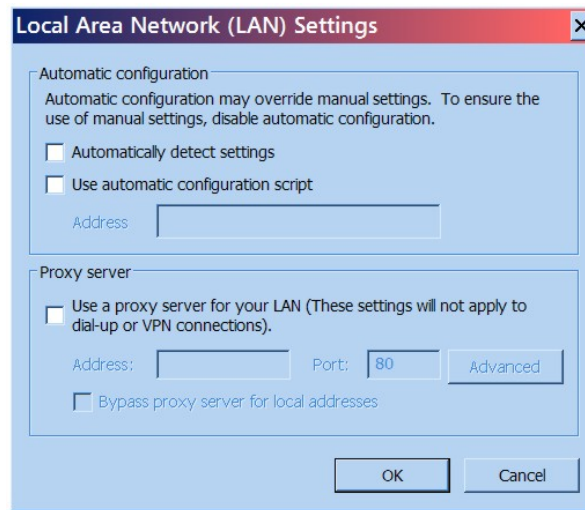 Local Area Network (LAN) Settings
Automatic configuration
Automatic configuration may override manual settings. To ensure the
use of manual settings, disable automatic configuration.
Automatically detect settings
Use automatic configuration script
Address
Proxy server
Use a proxy server for your LAN (These settings will not apply to
dial-up or VPN connections).
Address: Port: 80 Advanced
Bypass proxy server for local addresses
OK Cancel